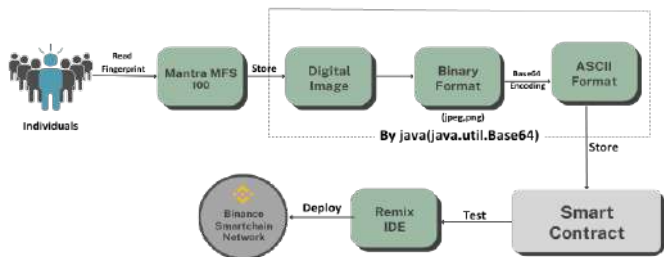 Read
Fingerprint
Individuals
Mantra MFS
100
Store
Digital
Image
Binary
Format
(jpeg,png)
Base64
Encoding
ASCII
Format
By java(java.util.Base64)
Store
Smart
Contract
Test
Remix
IDE
Deploy
Binance
Smartchain
Network